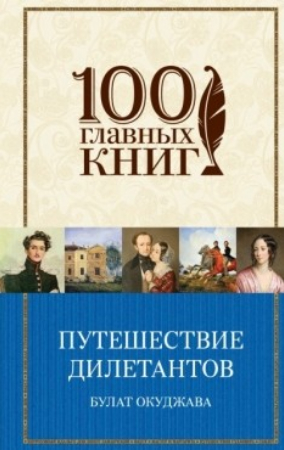 100
ГЛАВНЫХ
КНИГ
ПУТЕШЕСТВИЕ
ДИЛЕТАНТОВ
БУЛАТ ОКУДЖАВА